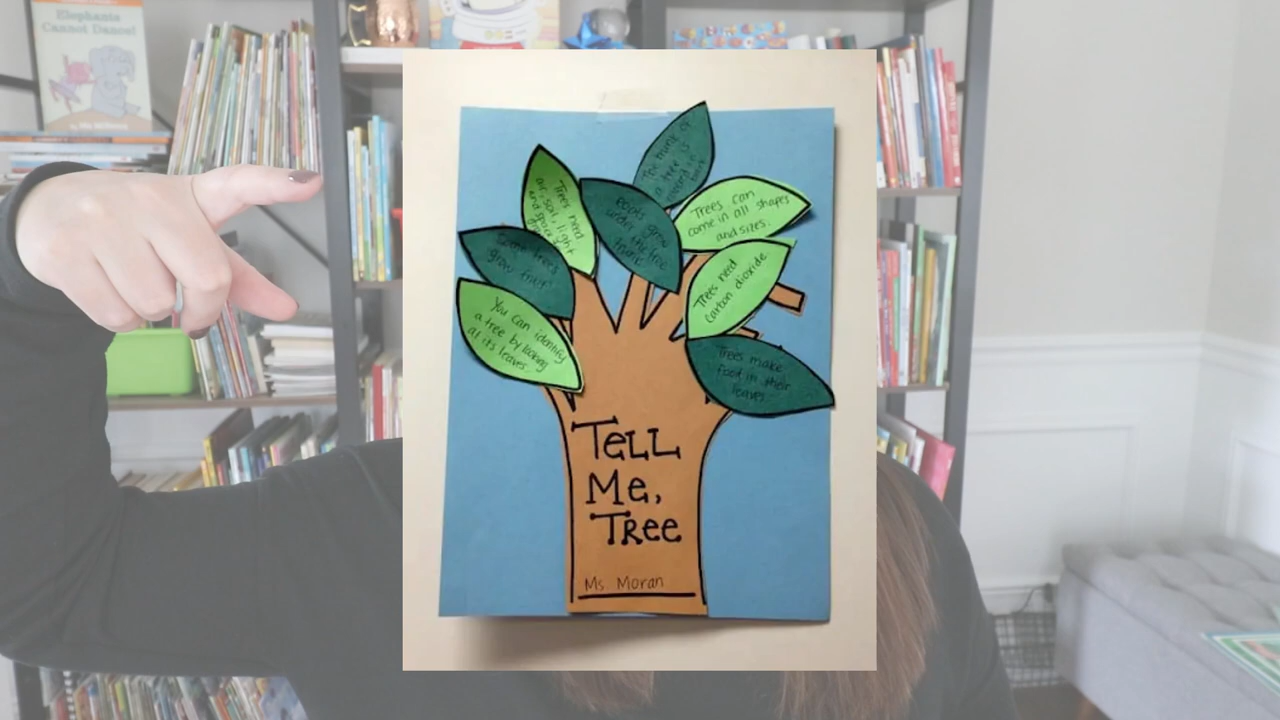 Elephants
Cannot Dance!
The trunk of
a tree is
covered in
bark
Trees need
air, soil, light
and space
Roots grow
under the tree
trunk.
Trees can
come in all shapes
and sizes.
Some trees
grow fruit
Trees need
carbon dioxide
You can identify
a tree by looking
at its leaves.
Trees make
food in their
leaves.
TELL
Me,
TRee
Ms. Moran